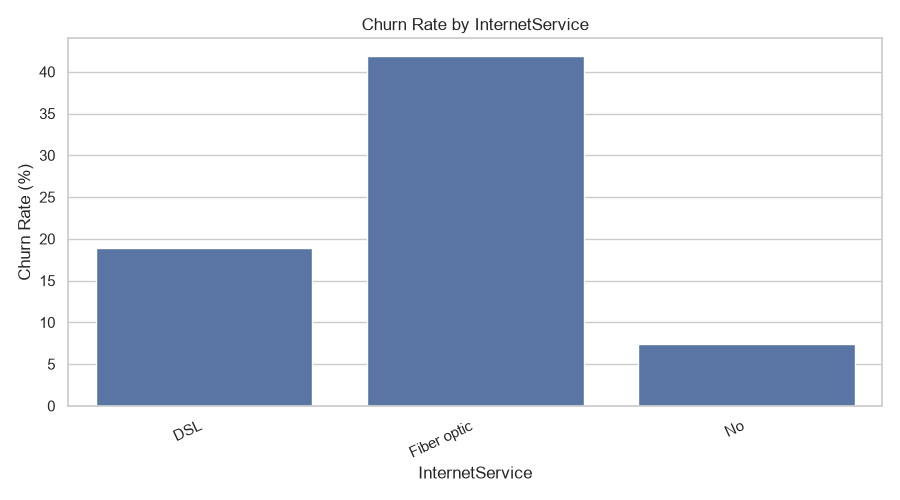 Churn Rate by InternetService
Churn Rate (%)
40
35
30
25
20
15
10
5
0
DSL
Fiber optic
No
InternetService